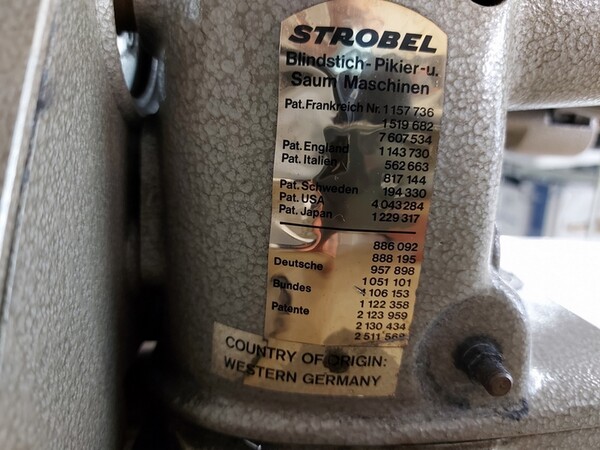 STROBEL
Blindstich-Pikier-u.
Saum Maschinen
Pat. Frankreich Nr. 1 157 736
1 519 682
7 607 534
Pat. England 1 143 730
Pat. Italien 562 663
817 144
Pat. Schweden 194 330
Pat. USA 4 043 284
Pat. Japan 1 229 317
886 092
Deutsche 888 195
957 898
Bundes 1 051 101
1 106 153
Patente 1 122 358
2 123 959
2 130 434
2 511 568
COUNTRY OF ORIGIN:
WESTERN GERMANY